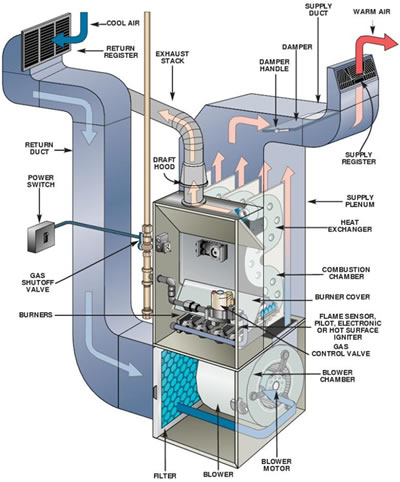 COOL AIR
RETURN
REGISTER
EXHAUST
STACK
SUPPLY
DUCT
WARM AIR
DAMPER
DAMPER
HANDLE
RETURN
DUCT
DRAFT
HOOD
SUPPLY
REGISTER
POWER
SWITCH
SUPPLY
PLENUM
HEAT
EXCHANGER
GAS
SHUTOFF
VALVE
COMBUSTION
CHAMBER
BURNER COVER
BURNERS
FLAME SENSOR,
PILOT, ELECTRONIC
OR HOT SURFACE
IGNITER
GAS
CONTROL VALVE
BLOWER
CHAMBER
FILTER
BLOWER
BLOWER
MOTOR